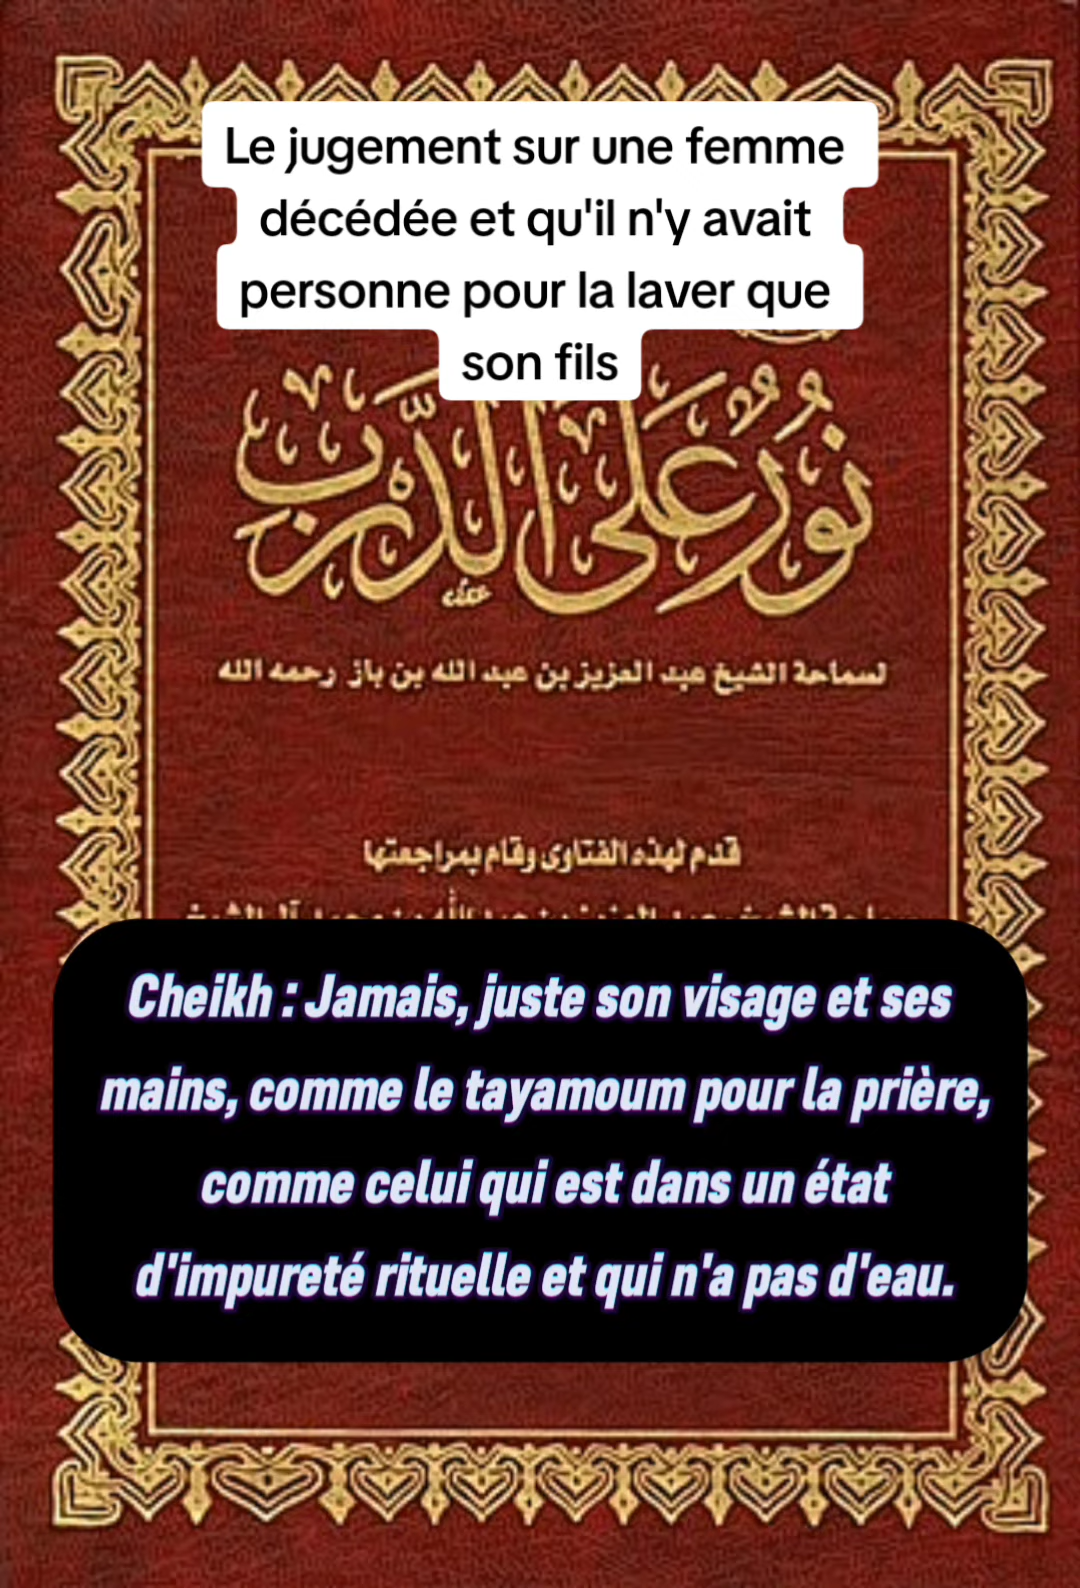 Le jugement sur une femme
décédée et qu'il n'y avait
personne pour la laver que
son fils
نُورٌ عَلَى الدَّرْبِ
لسماحة الشيخ عبد العزيز بن عبد الله بن باز رحمه الله
قدم لهذه الفتاوى وقام بمراجعتها
Cheikh : Jamais, juste son visage et ses
mains, comme le tayamoum pour la prière,
comme celui qui est dans un état
d'impureté rituelle et qui n'a pas d'eau.